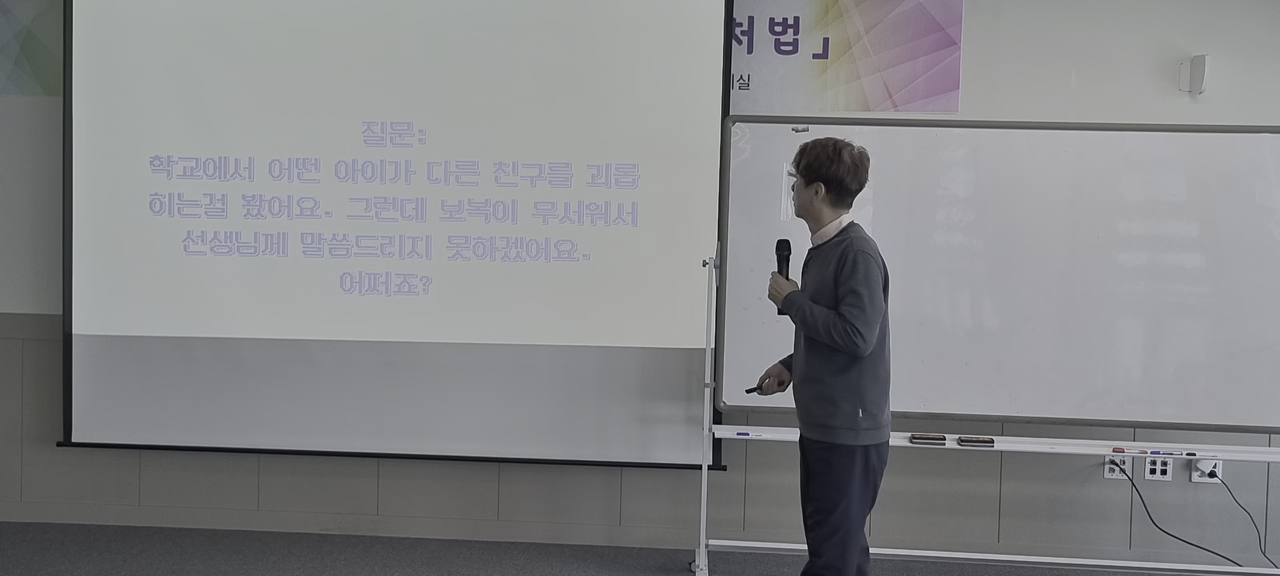 질문:
학교에서 어떤 아이가 다른 친구를 괴롭
히는걸 봤어요. 그런데 보복이 무서워서
선생님께 말씀드리지 못하겠어요.
어쩌죠?
처법」
실